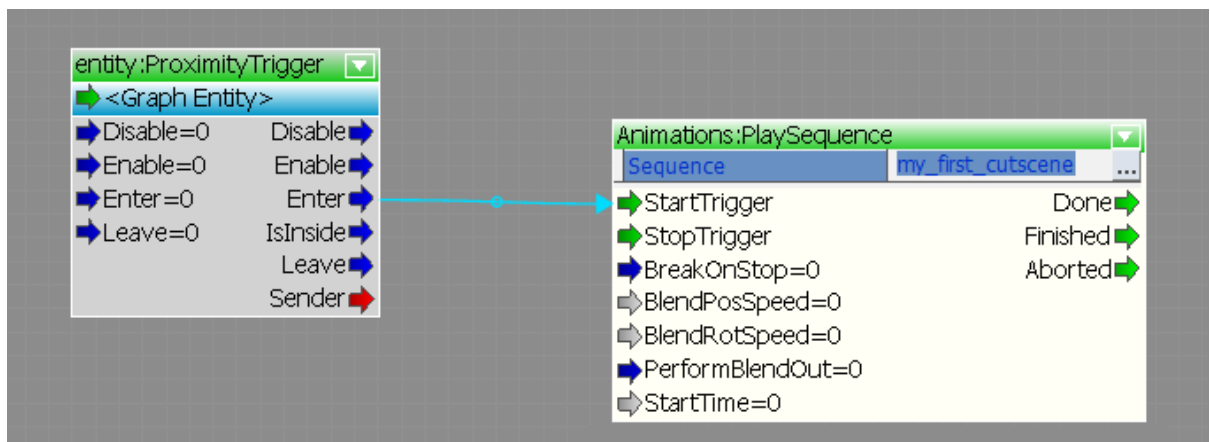 entity:ProximityTrigger
<Graph Entity>
Disable=0 Disable
Enable=0 Enable
Enter=0 Enter
Leave=0 IsInside
Leave
Sender
Animations:PlaySequence
Sequence my_first_cutscene ...
StartTrigger Done
StopTrigger Finished
BreakOnStop=0 Aborted
BlendPosSpeed=0
BlendRotSpeed=0
PerformBlendOut=0
StartTime=0